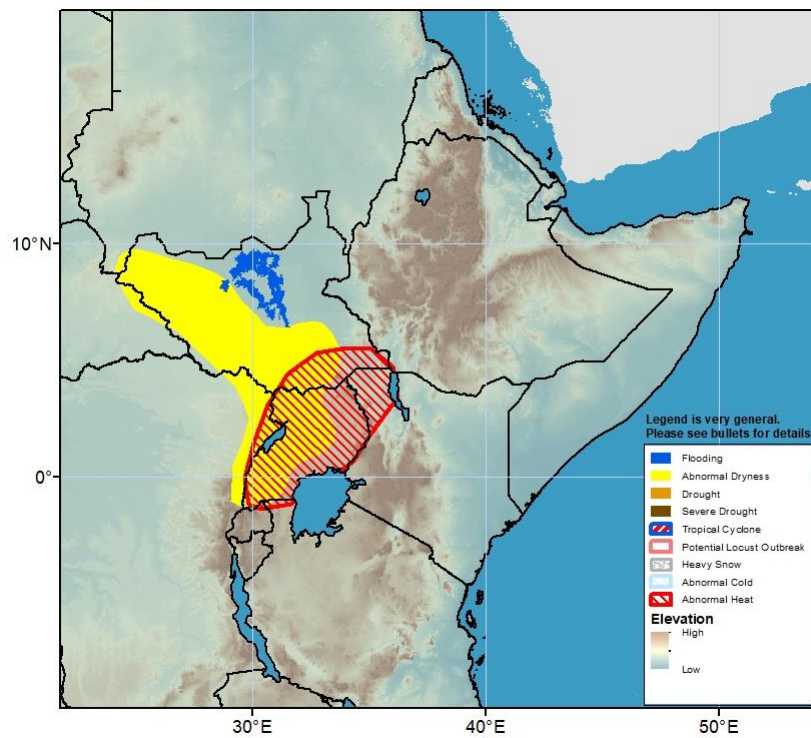 10°N
0°
30°E
40°E
50°E
Legend is very general.
Please see bullets for details
Flooding
Abnormal Dryness
Drought
Severe Drought
Tropical Cyclone
Potential Locust Outbreak
Heavy Snow
Abnormal Cold
Abnormal Heat
Elevation
High
Low